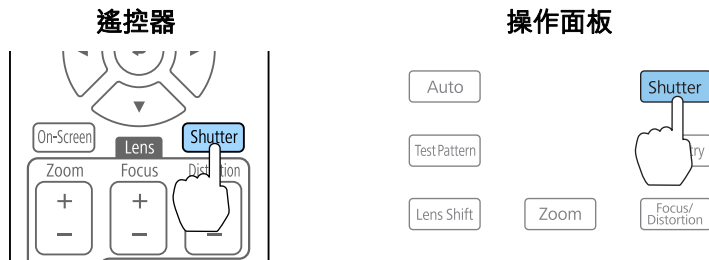 遙控器
操作面板
On-Screen
Lens
Shutter
Zoom
Focus
Auto
Shutter
Test Pattern
Lens Shift
Zoom
Focus/
Distortion